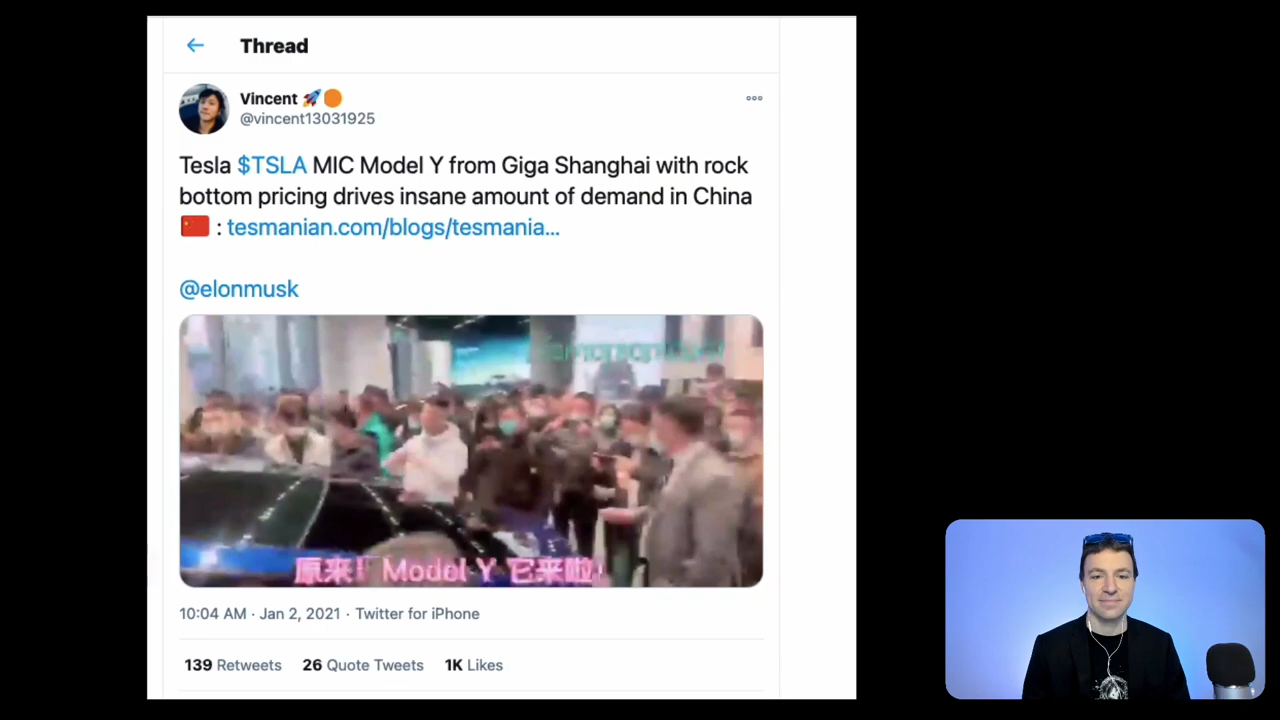 Thread
Vincent 🚀🟠
@vincent13031925
Tesla $TSLA MIC Model Y from Giga Shanghai with rock
bottom pricing drives insane amount of demand in China
🇨🇳 : tesmanian.com/blogs/tesmania...
@elonmusk
原来! Model Y 它来啦!
10:04 AM · Jan 2, 2021 · Twitter for iPhone
139 Retweets 26 Quote Tweets 1K Likes